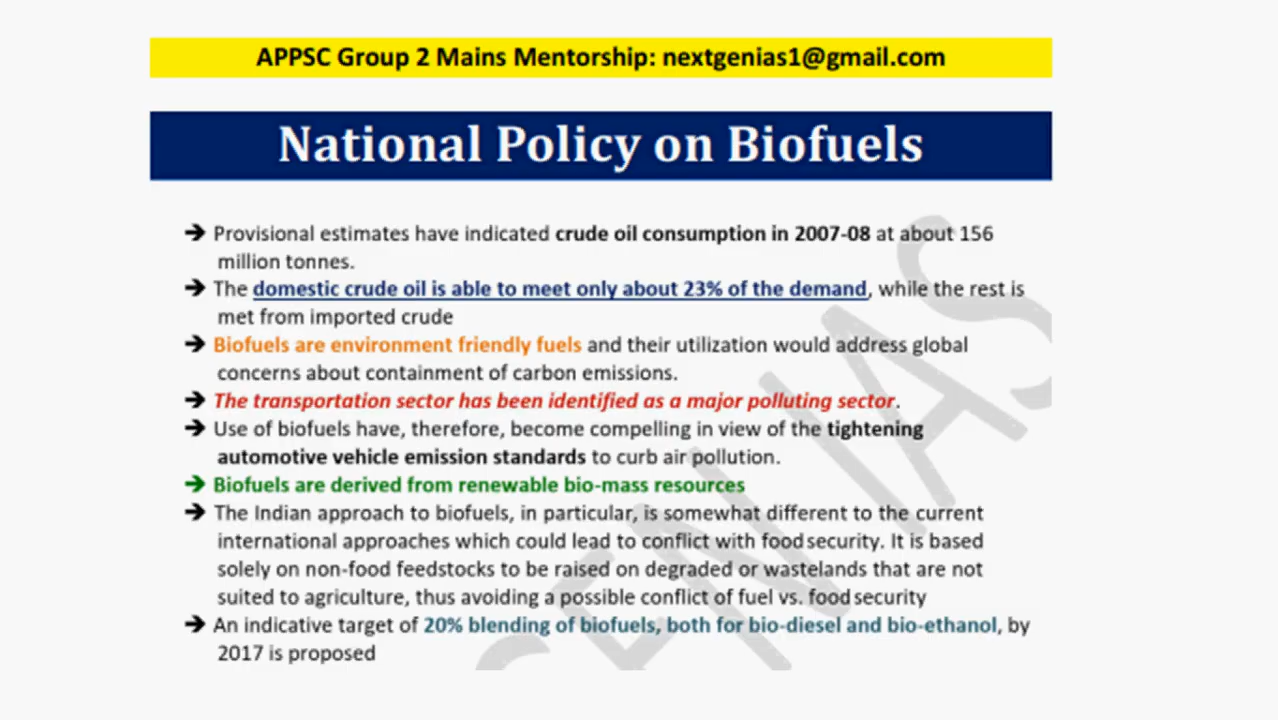 APPSC Group 2 Mains Mentorship: nextgenias1@gmail.com
National Policy on Biofuels
➔ Provisional estimates have indicated crude oil consumption in 2007-08 at about 156
million tonnes.
➔ The domestic crude oil is able to meet only about 23% of the demand, while the rest is
met from imported crude
➔ Biofuels are environment friendly fuels and their utilization would address global
concerns about containment of carbon emissions.
➔ The transportation sector has been identified as a major polluting sector.
➔ Use of biofuels have, therefore, become compelling in view of the tightening
automotive vehicle emission standards to curb air pollution.
➔ Biofuels are derived from renewable bio-mass resources
➔ The Indian approach to biofuels, in particular, is somewhat different to the current
international approaches which could lead to conflict with food security. It is based
solely on non-food feedstocks to be raised on degraded or wastelands that are not
suited to agriculture, thus avoiding a possible conflict of fuel vs. food security
➔ An indicative target of 20% blending of biofuels, both for bio-diesel and bio-ethanol, by
2017 is proposed
GEN IAS